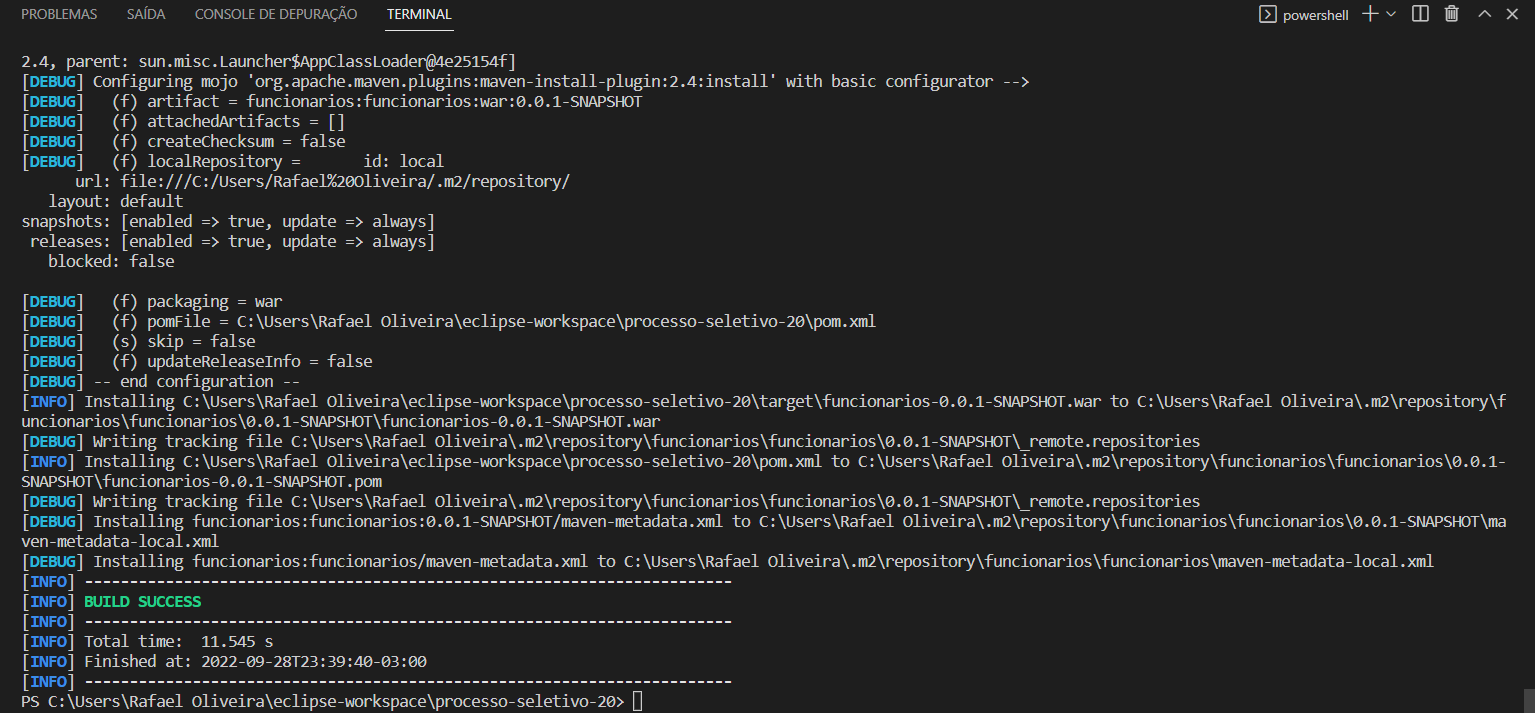 PROBLEMAS SAÍDA CONSOLE DE DEPURAÇÃO TERMINAL powershell
2.4, parent: sun.misc.Launcher$AppClassLoader@4e25154f]
[DEBUG] Configuring mojo 'org.apache.maven.plugins:maven-install-plugin:2.4:install' with basic configurator -->
[DEBUG]   (f) artifact = funcionarios:funcionarios:war:0.0.1-SNAPSHOT
[DEBUG]   (f) attachedArtifacts = []
[DEBUG]   (f) createChecksum = false
[DEBUG]   (f) localRepository =       id: local
      url: file:///C:/Users/Rafael%20Oliveira/.m2/repository/
   layout: default
snapshots: [enabled => true, update => always]
 releases: [enabled => true, update => always]
   blocked: false
[DEBUG]   (f) packaging = war
[DEBUG]   (f) pomFile = C:\Users\Rafael Oliveira\eclipse-workspace\processo-seletivo-20\pom.xml
[DEBUG]   (s) skip = false
[DEBUG]   (f) updateReleaseInfo = false
[DEBUG] -- end configuration --
[INFO] Installing C:\Users\Rafael Oliveira\eclipse-workspace\processo-seletivo-20\target\funcionarios-0.0.1-SNAPSHOT.war to C:\Users\Rafael Oliveira\.m2\repository\f
uncionarios\funcionarios\0.0.1-SNAPSHOT\funcionarios-0.0.1-SNAPSHOT.war
[DEBUG] Writing tracking file C:\Users\Rafael Oliveira\.m2\repository\funcionarios\funcionarios\0.0.1-SNAPSHOT\_remote.repositories
[INFO] Installing C:\Users\Rafael Oliveira\eclipse-workspace\processo-seletivo-20\pom.xml to C:\Users\Rafael Oliveira\.m2\repository\funcionarios\funcionarios\0.0.1-
SNAPSHOT\funcionarios-0.0.1-SNAPSHOT.pom
[DEBUG] Writing tracking file C:\Users\Rafael Oliveira\.m2\repository\funcionarios\funcionarios\0.0.1-SNAPSHOT\_remote.repositories
[DEBUG] Installing funcionarios:funcionarios:0.0.1-SNAPSHOT/maven-metadata.xml to C:\Users\Rafael Oliveira\.m2\repository\funcionarios\funcionarios\0.0.1-SNAPSHOT\ma
ven-metadata-local.xml
[DEBUG] Installing funcionarios:funcionarios/maven-metadata.xml to C:\Users\Rafael Oliveira\.m2\repository\funcionarios\funcionarios\maven-metadata-local.xml
[INFO] ------------------------------------------------------------------------
[INFO] BUILD SUCCESS
[INFO] ------------------------------------------------------------------------
[INFO] Total time:  11.545 s
[INFO] Finished at: 2022-09-28T23:39:40-03:00
[INFO] ------------------------------------------------------------------------
PS C:\Users\Rafael Oliveira\eclipse-workspace\processo-seletivo-20>